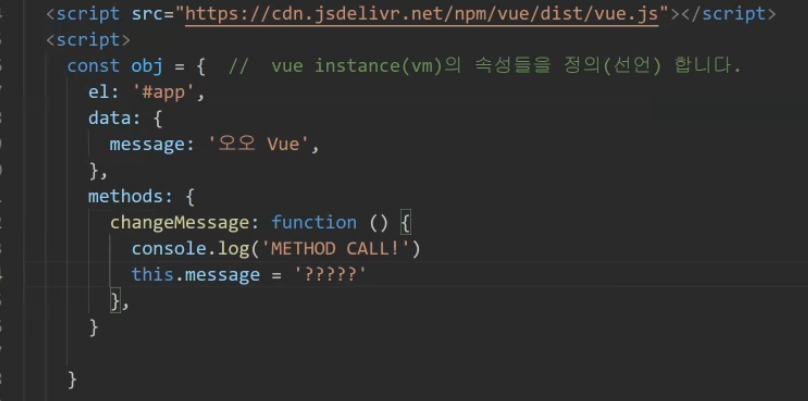 <script src="https://cdn.jsdelivr.net/npm/vue/dist/vue.js"></script>
<script>
const obj = { // vue instance(vm)의 속성들을 정의(선언) 합니다.
el: '#app',
data: {
message: '오오 Vue',
},
methods: {
changeMessage: function () {
console.log('METHOD CALL!')
this.message = '?????'
},
}
}